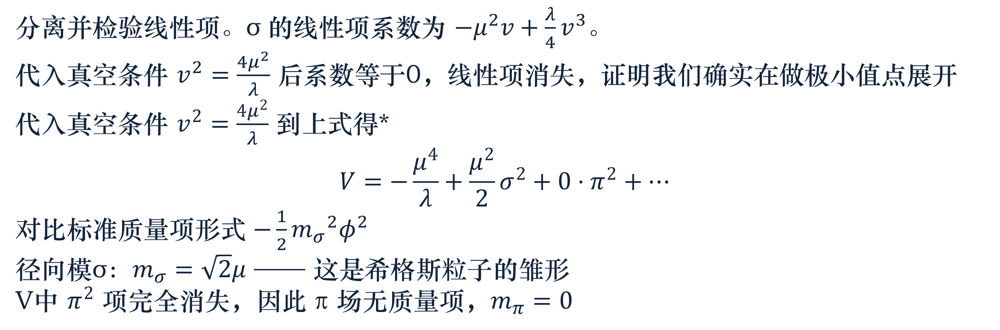 分离并检验线性项。σ 的线性项系数为 $-\mu^2 v + \frac{\lambda}{4} v^3$。
代入真空条件 $v^2 = \frac{4\mu^2}{\lambda}$ 后系数等于0，线性项消失，证明我们确实在做极小值点展开
代入真空条件 $v^2 = \frac{4\mu^2}{\lambda}$ 到上式得*
$V = -\frac{\mu^4}{\lambda} + \frac{\mu^2}{2}\sigma^2 + 0 \cdot \pi^2 + \cdots$
对比标准质量项形式 $-\frac{1}{2} {m_\sigma}^2 \phi^2$
径向模σ：$m_\sigma = \sqrt{2}\mu$ —— 这是希格斯粒子的雏形
V中 $\pi^2$ 项完全消失，因此 π 场无质量项，$m_\pi = 0$